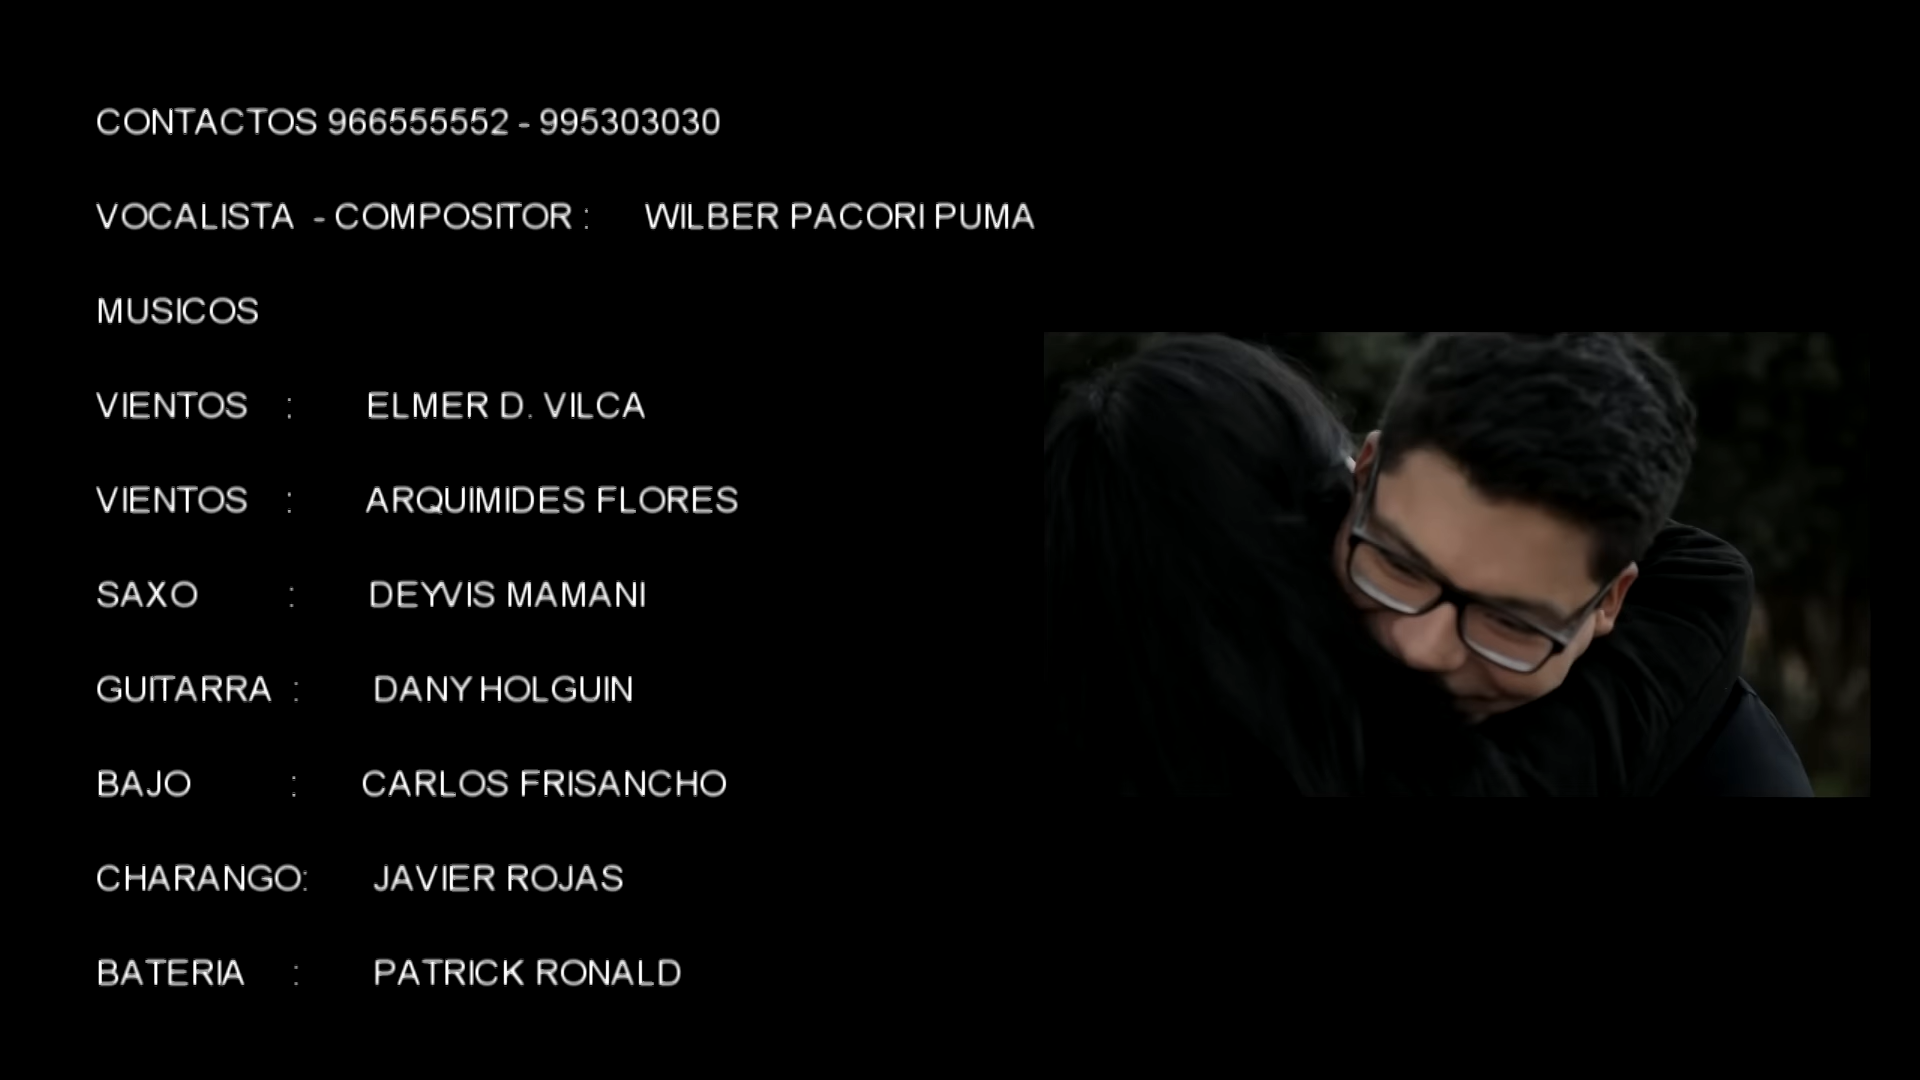 CONTACTOS 966555552 - 995303030
VOCALISTA - COMPOSITOR : WILBER PACORI PUMA
MUSICOS
VIENTOS : ELMER D. VILCA
VIENTOS : ARQUIMIDES FLORES
SAXO : DEYVIS MAMANI
GUITARRA : DANY HOLGUIN
BAJO : CARLOS FRISANCHO
CHARANGO: JAVIER ROJAS
BATERIA : PATRICK RONALD